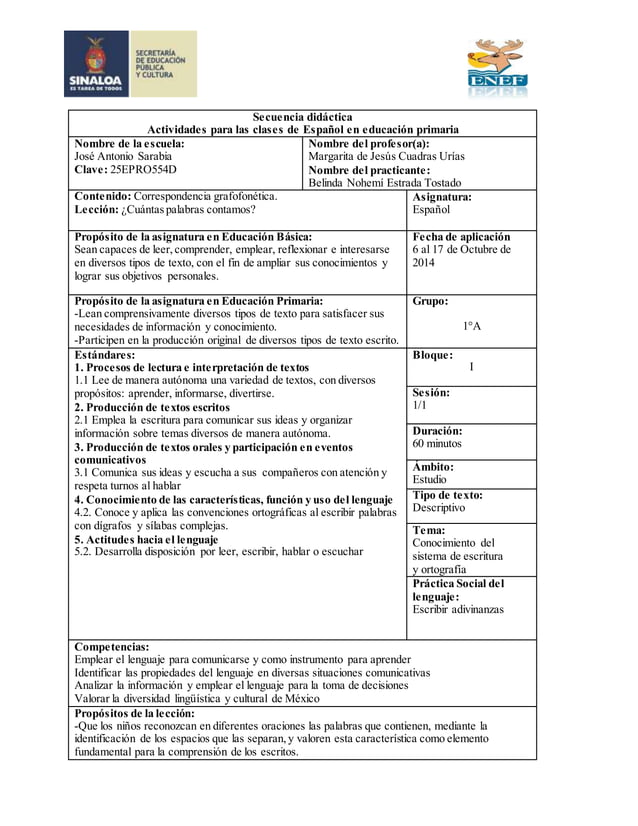 SINALOA
ES TAREA DE TODOS
SECRETARÍA
DE EDUCACIÓN
PÚBLICA
Y CULTURA
ENEF
Secuencia didáctica
Actividades para las clases de Español en educación primaria
Nombre de la escuela:
José Antonio Sarabia
Clave: 25EPRO554D
Nombre del profesor(a):
Margarita de Jesús Cuadras Urías
Nombre del practicante:
Belinda Nohemí Estrada Tostado
Contenido: Correspondencia grafofonética.
Lección: ¿Cuántas palabras contamos?
Asignatura:
Español
Propósito de la asignatura en Educación Básica:
Sean capaces de leer, comprender, emplear, reflexionar e interesarse
en diversos tipos de texto, con el fin de ampliar sus conocimientos y
lograr sus objetivos personales.
Fecha de aplicación
6 al 17 de Octubre de
2014
Propósito de la asignatura en Educación Primaria:
-Lean comprensivamente diversos tipos de texto para satisfacer sus
necesidades de información y conocimiento.
-Participen en la producción original de diversos tipos de texto escrito.
Grupo:
1°A
Estándares:
1. Procesos de lectura e interpretación de textos
1.1 Lee de manera autónoma una variedad de textos, con diversos
propósitos: aprender, informarse, divertirse.
2. Producción de textos escritos
2.1 Emplea la escritura para comunicar sus ideas y organizar
información sobre temas diversos de manera autónoma.
3. Producción de textos orales y participación en eventos
comunicativos
3.1 Comunica sus ideas y escucha a sus compañeros con atención y
respeta turnos al hablar
4. Conocimiento de las características, función y uso del lenguaje
4.2. Conoce y aplica las convenciones ortográficas al escribir palabras
con dígrafos y sílabas complejas.
5. Actitudes hacia el lenguaje
5.2. Desarrolla disposición por leer, escribir, hablar o escuchar
Bloque:
I
Sesión:
1/1
Duración:
60 minutos
Ámbito:
Estudio
Tipo de texto:
Descriptivo
Tema:
Conocimiento del
sistema de escritura
y ortografía
Práctica Social del
lenguaje:
Escribir adivinanzas
Competencias:
Emplear el lenguaje para comunicarse y como instrumento para aprender
Identificar las propiedades del lenguaje en diversas situaciones comunicativas
Analizar la información y emplear el lenguaje para la toma de decisiones
Valorar la diversidad lingüística y cultural de México
Propósitos de la lección:
-Que los niños reconozcan en diferentes oraciones las palabras que contienen, mediante la
identificación de los espacios que las separan, y valoren esta característica como elemento
fundamental para la comprensión de los escritos.